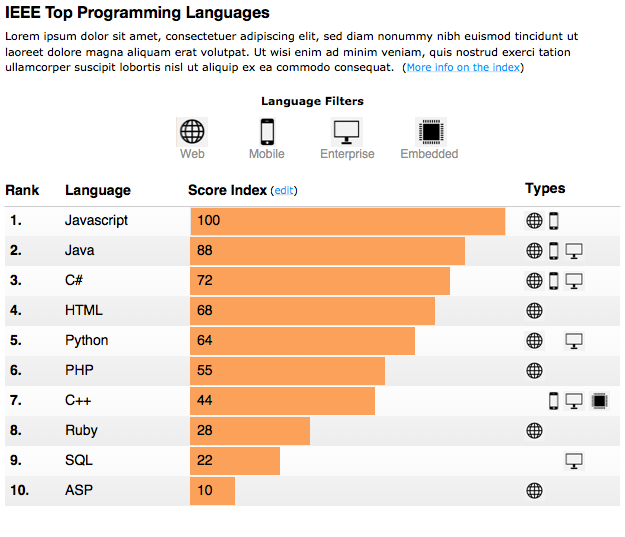 IEEE Top Programming Languages
Lorem ipsum dolor sit amet, consectetuer adipiscing elit, sed diam nonummy nibh euismod tincidunt ut
laoreet dolore magna aliquam erat volutpat. Ut wisi enim ad minim veniam, quis nostrud exerci tation
ullamcorper suscipit lobortis nisl ut aliquip ex ea commodo consequat. (More info on the index)
Language Filters
Web Mobile Enterprise Embedded
Rank Language Score Index (edit) Types
1. Javascript 100
2. Java 88
3. C# 72
4. HTML 68
5. Python 64
6. PHP 55
7. C++ 44
8. Ruby 28
9. SQL 22
10. ASP 10